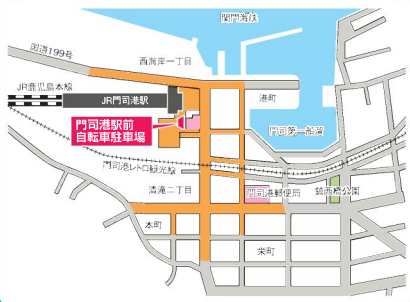 関門海峡
国道199号
西海岸一丁目
JR鹿児島本線
JR門司港駅
港町
門司港駅前
自転車駐車場
門司第一船溜
門司港レトロ観光線
清滝二丁目
門司港郵便局
鎮西橋公園
本町
栄町